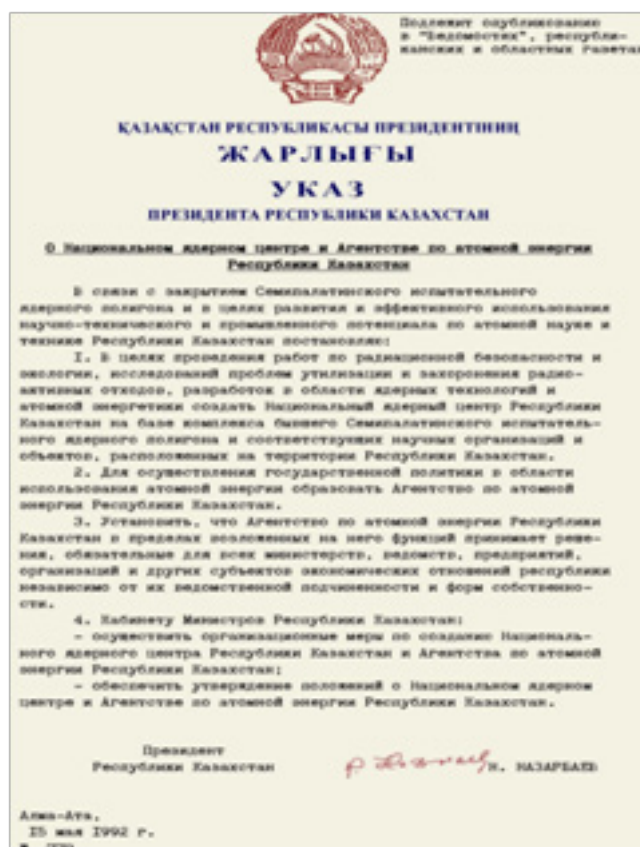 Подлежит опубликованию
в "Ведомостях", республи-
канских и областных газетах
ҚАЗАҚСТАН РЕСПУБЛИКАСЫ ПРЕЗИДЕНТІНІҢ
ЖАРЛЫҒЫ
УКАЗ
ПРЕЗИДЕНТА РЕСПУБЛИКИ КАЗАХСТАН
О Национальном ядерном центре и Агентстве по атомной энергии
Республики Казахстан
В связи с закрытием Семипалатинского испытательного
ядерного полигона и в целях развития и эффективного использования
научно-технического и промышленного потенциала по атомной науке и
технике Республики Казахстан постановляю:
I. В целях проведения работ по радиационной безопасности и
экологии, исследований проблем утилизации и захоронения радио-
активных отходов, разработок в области ядерных технологий и
атомной энергетики создать Национальный ядерный центр Республики
Казахстан на базе комплекса бывшего Семипалатинского испытатель-
ного ядерного полигона и соответствующих научных организаций и
объектов, расположенных на территории Республики Казахстан.
2. Для осуществления государственной политики в области
использования атомной энергии образовать Агентство по атомной
энергии Республики Казахстан.
3. Установить, что Агентство по атомной энергии Республики
Казахстан в пределах возложенных на него функций принимает реше-
ния, обязательные для всех министерств, ведомств, предприятий,
организаций и других субъектов экономических отношений республики
независимо от их ведомственной подчиненности и форм собственно-
сти.
4. Кабинету Министров Республики Казахстан:
- осуществить организационные меры по созданию Националь-
ного ядерного центра Республики Казахстан и Агентства по атомной
энергии Республики Казахстан;
- обеспечить утверждение положений о Национальном ядерном
центре и Агентстве по атомной энергии Республики Казахстан.
Президент
Республики Казахстан Н. НАЗАРБАЕВ
Алма-Ата,
I5 мая I992 г.